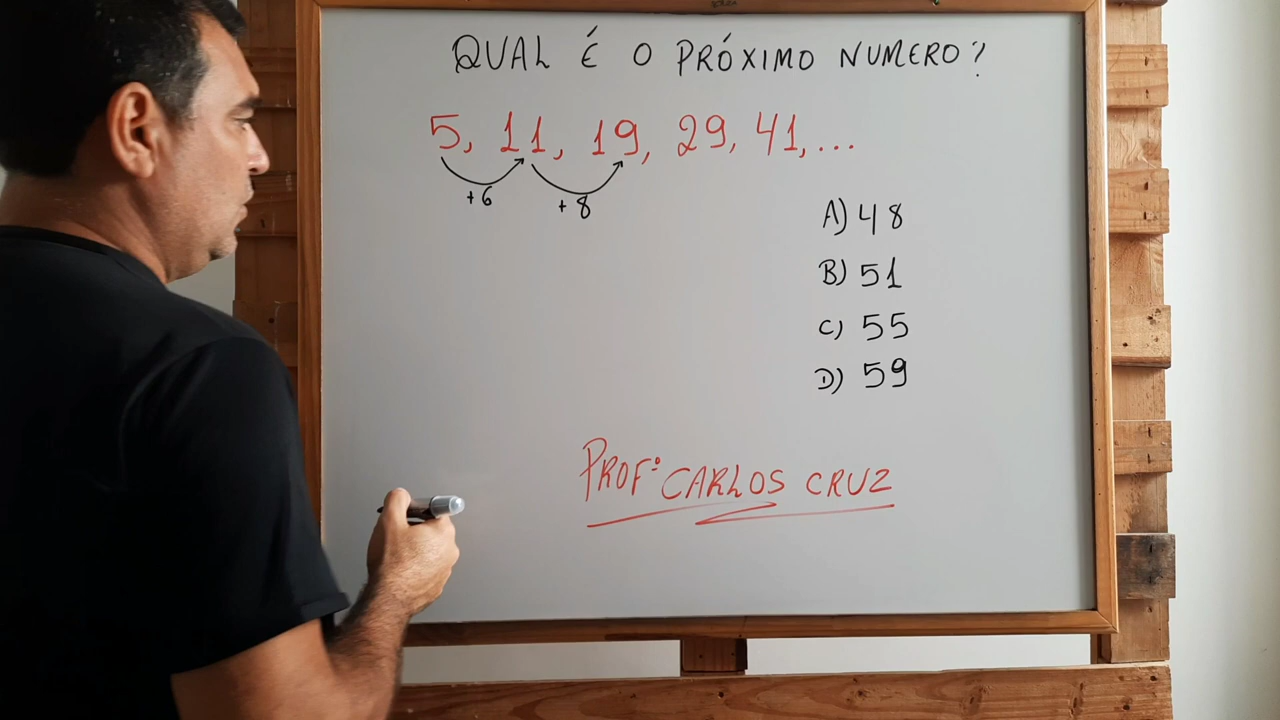 QUAL É O PRÓXIMO NUMERO?
5, 11, 19, 29, 41,...
+6 +8
A) 48
B) 51
C) 55
D) 59
PROFº CARLOS CRUZ